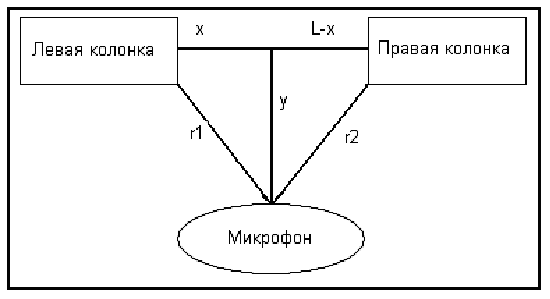 x
L-x
Левая колонка
Правая колонка
y
r1
r2
Микрофон